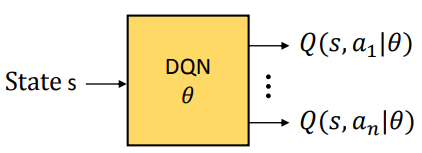 State s
DQN
θ
Q(s, a₁|θ)
⋮
Q(s, aₙ|θ)